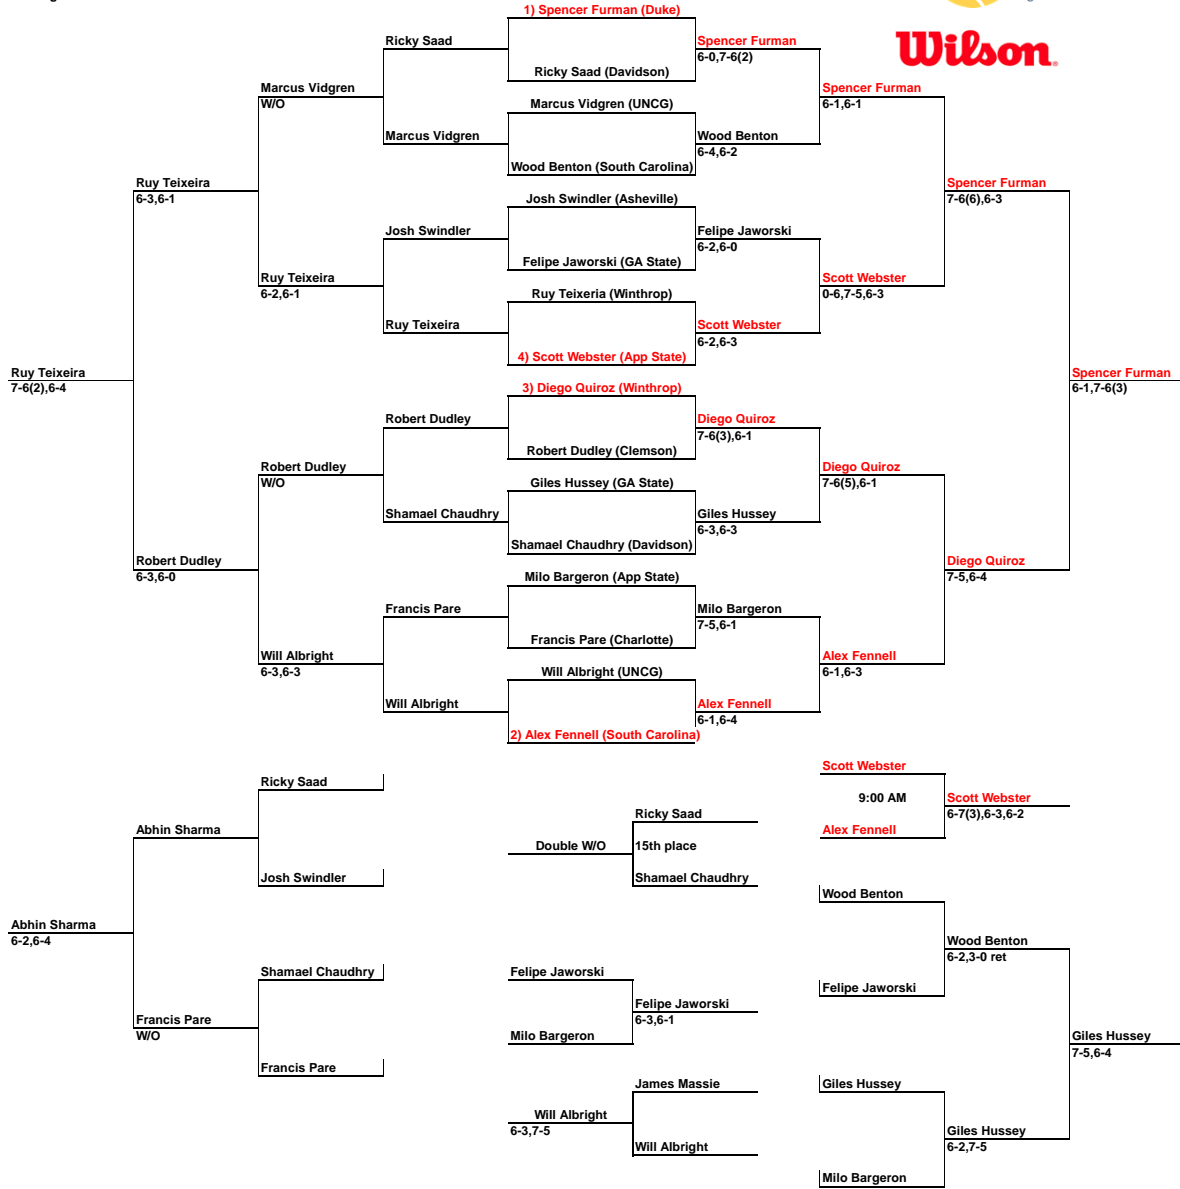 1) Spencer Furman (Duke)
Ricky Saad
Spencer Furman
6-0,7-6(2)
Wilson
Ricky Saad (Davidson)
Marcus Vidgren
W/O
Spencer Furman
6-1,6-1
Marcus Vidgren (UNCG)
Marcus Vidgren
Wood Benton
6-4,6-2
Wood Benton (South Carolina)
Ruy Teixeira
6-3,6-1
Spencer Furman
7-6(6),6-3
Josh Swindler (Asheville)
Josh Swindler
Felipe Jaworski
6-2,6-0
Felipe Jaworski (GA State)
Ruy Teixeira
6-2,6-1
Scott Webster
0-6,7-5,6-3
Ruy Teixeria (Winthrop)
Ruy Teixeira
Scott Webster
6-2,6-3
4) Scott Webster (App State)
Ruy Teixeira
7-6(2),6-4
Spencer Furman
6-1,7-6(3)
3) Diego Quiroz (Winthrop)
Robert Dudley
Diego Quiroz
7-6(3),6-1
Robert Dudley (Clemson)
Robert Dudley
W/O
Diego Quiroz
7-6(5),6-1
Giles Hussey (GA State)
Shamael Chaudhry
Giles Hussey
6-3,6-3
Shamael Chaudhry (Davidson)
Robert Dudley
6-3,6-0
Diego Quiroz
7-5,6-4
Milo Bargeron (App State)
Francis Pare
Milo Bargeron
7-5,6-1
Francis Pare (Charlotte)
Will Albright
6-3,6-3
Alex Fennell
6-1,6-3
Will Albright (UNCG)
Will Albright
Alex Fennell
6-1,6-4
2) Alex Fennell (South Carolina)
Scott Webster
Ricky Saad
9:00 AM
Scott Webster
6-7(3),6-3,6-2
Ricky Saad
Abhin Sharma
Alex Fennell
Double W/O
15th place
Josh Swindler
Shamael Chaudhry
Wood Benton
Abhin Sharma
6-2,6-4
Wood Benton
6-2,3-0 ret
Shamael Chaudhry
Felipe Jaworski
Felipe Jaworski
Felipe Jaworski
6-3,6-1
Francis Pare
W/O
Milo Bargeron
Giles Hussey
7-5,6-4
Francis Pare
James Massie
Giles Hussey
Will Albright
6-3,7-5
Giles Hussey
6-2,7-5
Will Albright
Milo Bargeron